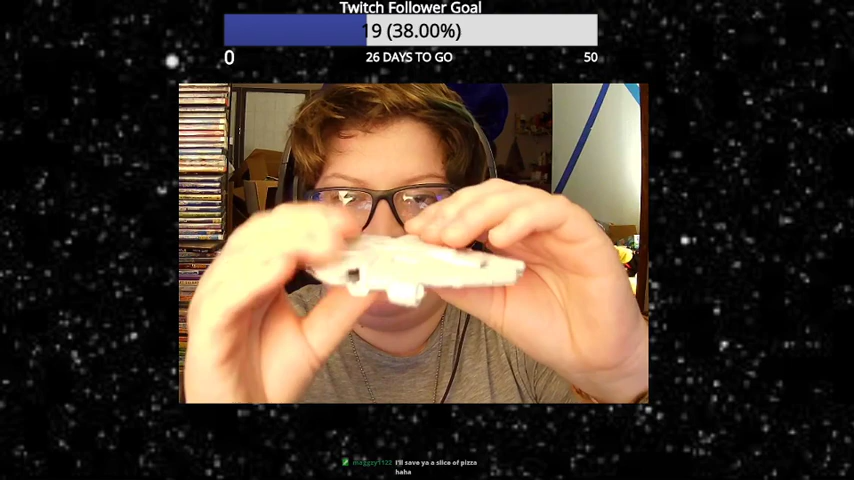 Twitch Follower Goal
19 (38.00%)
0 26 DAYS TO GO 50
maggzy1122 I'll save ya a slice of pizza
haha